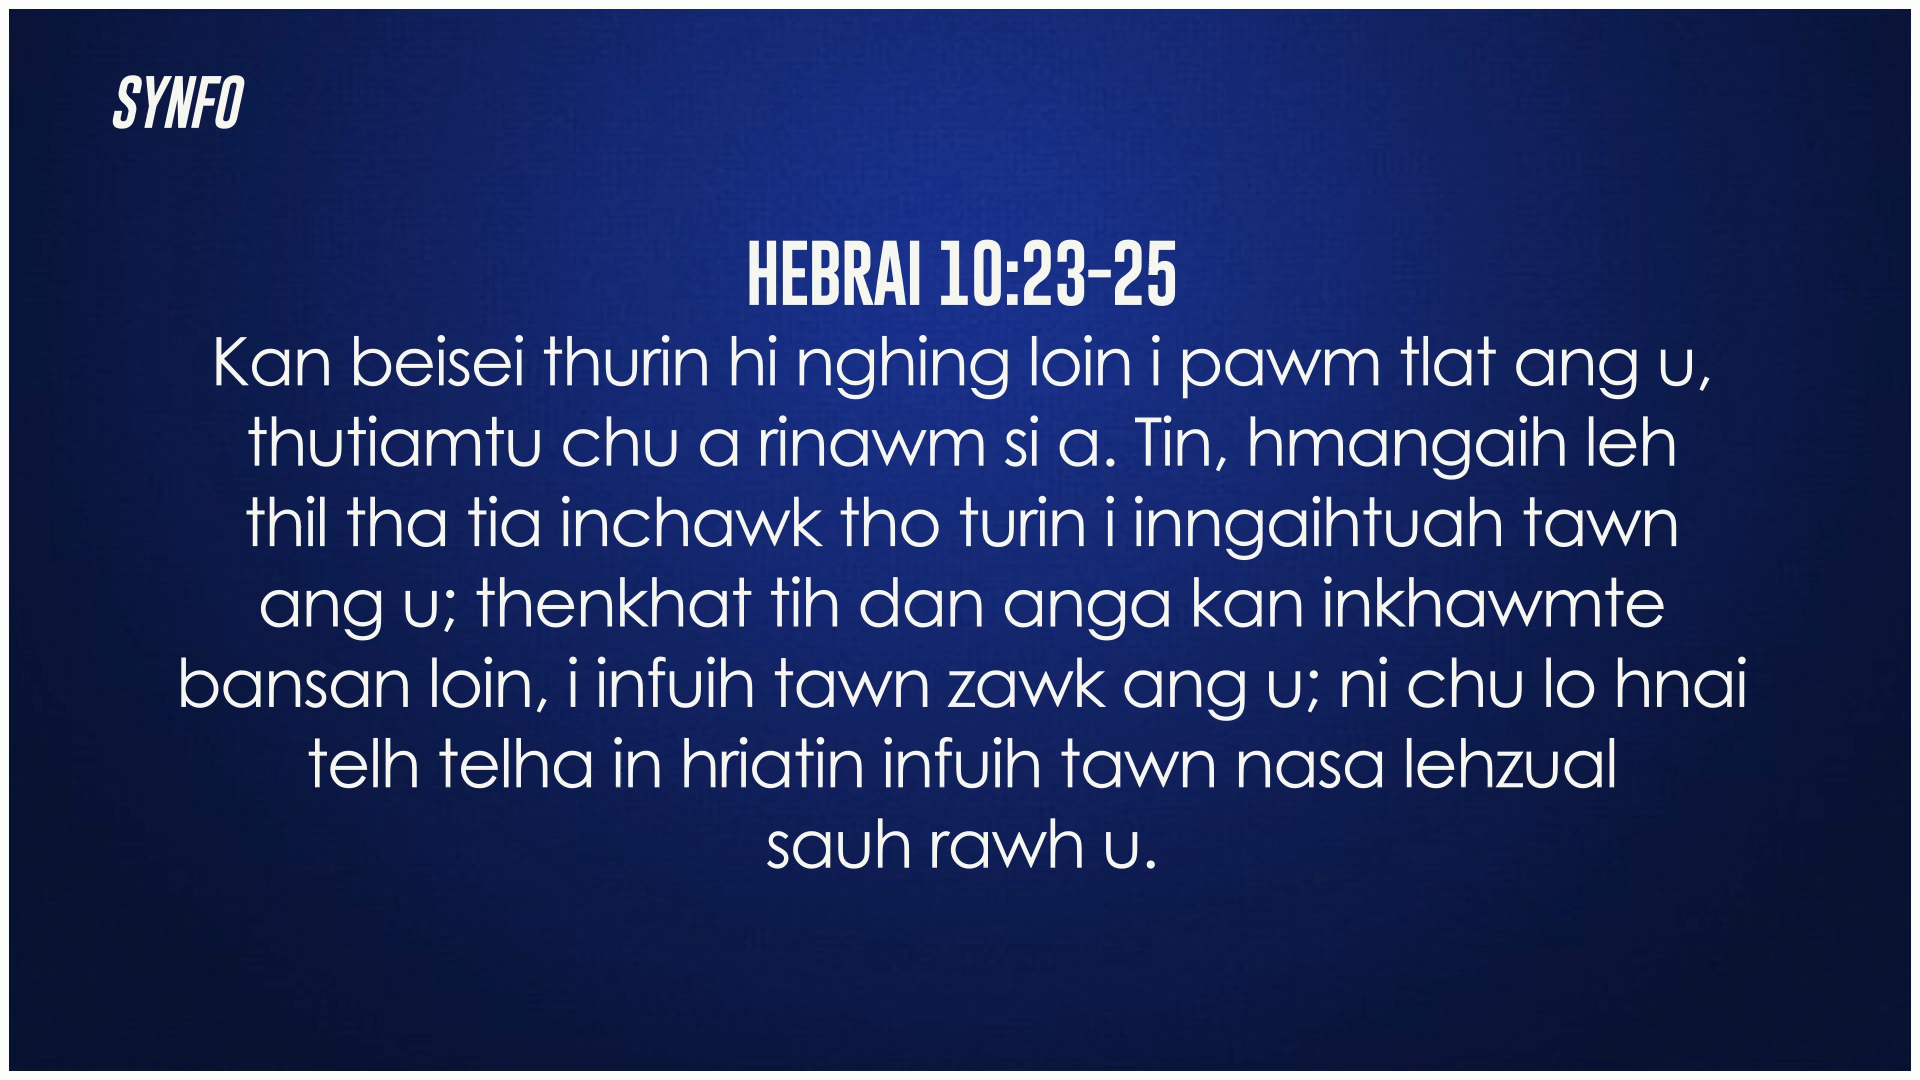 SYNFO
HEBRAI 10:23-25
Kan beisei thurin hi nghing loin i pawm tlat ang u,
thutiamtu chu a rinawm si a. Tin, hmangaih leh
thil tha tia inchawk tho turin i inngaihtuah tawn
ang u; thenkhat tih dan anga kan inkhawmte
bansan loin, i infuih tawn zawk ang u; ni chu lo hnai
telh telha in hriatin infuih tawn nasa lehzual
sauh rawh u.